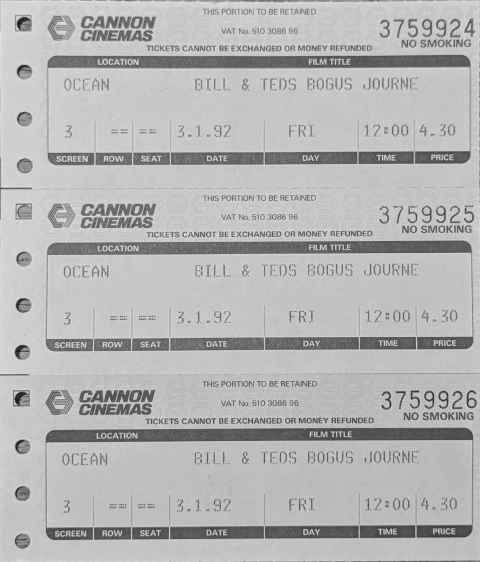 THIS PORTION TO BE RETAINED
CANNON CINEMAS
VAT No. 510 3086 96
3759924
NO SMOKING
TICKETS CANNOT BE EXCHANGED OR MONEY REFUNDED
LOCATION FILM TITLE
OCEAN BILL & TEDS BOGUS JOURNE
3 == == 3.1.92 FRI 12:00 4.30
SCREEN ROW SEAT DATE DAY TIME PRICE
THIS PORTION TO BE RETAINED
CANNON CINEMAS
VAT No. 510 3086 96
3759925
NO SMOKING
TICKETS CANNOT BE EXCHANGED OR MONEY REFUNDED
LOCATION FILM TITLE
OCEAN BILL & TEDS BOGUS JOURNE
3 == == 3.1.92 FRI 12:00 4.30
SCREEN ROW SEAT DATE DAY TIME PRICE
THIS PORTION TO BE RETAINED
CANNON CINEMAS
VAT No. 510 3086 96
3759926
NO SMOKING
TICKETS CANNOT BE EXCHANGED OR MONEY REFUNDED
LOCATION FILM TITLE
OCEAN BILL & TEDS BOGUS JOURNE
3 == == 3.1.92 FRI 12:00 4.30
SCREEN ROW SEAT DATE DAY TIME PRICE